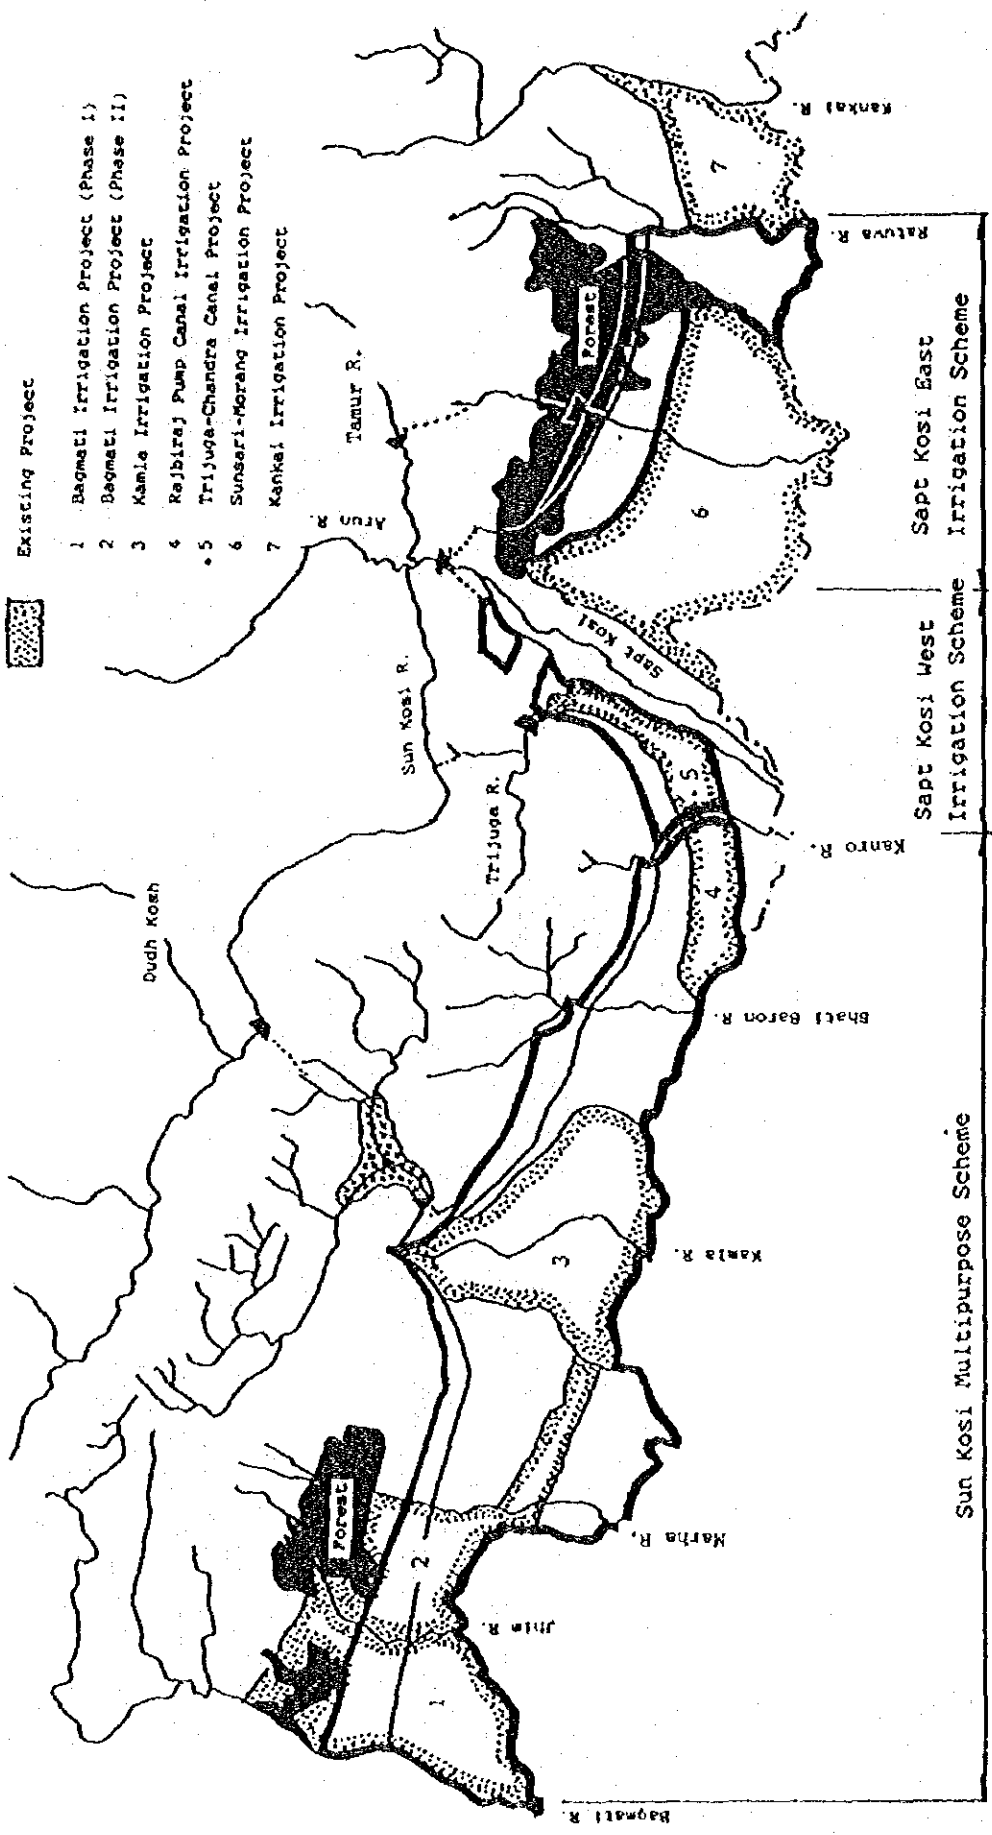 Existing Project
1 Bagmati Irrigation Project (Phase I)
2 Bagmati Irrigation Project (Phase II)
3 Kamla Irrigation Project
4 Rajbiraj Pump Canal Irrigation Project
5 Trijuga-Chandra Canal Project
6 Sunsari-Morang Irrigation Project
7 Kankai Irrigation Project
Dudh Kosh
Sun Kosi R.
Arun R.
Tamur R.
Trijuga R.
Sapt Kosi
Forest
Forest
1
2
3
4
5
6
7
Bagmati R.
Jhim R.
Marha R.
Kamla R.
Bhati Baron R.
Kanro R.
Ratuva R.
Kankai R.
Sun Kosi Multipurpose Scheme
Sapt Kosi West
Irrigation Scheme
Sapt Kosi East
Irrigation Scheme